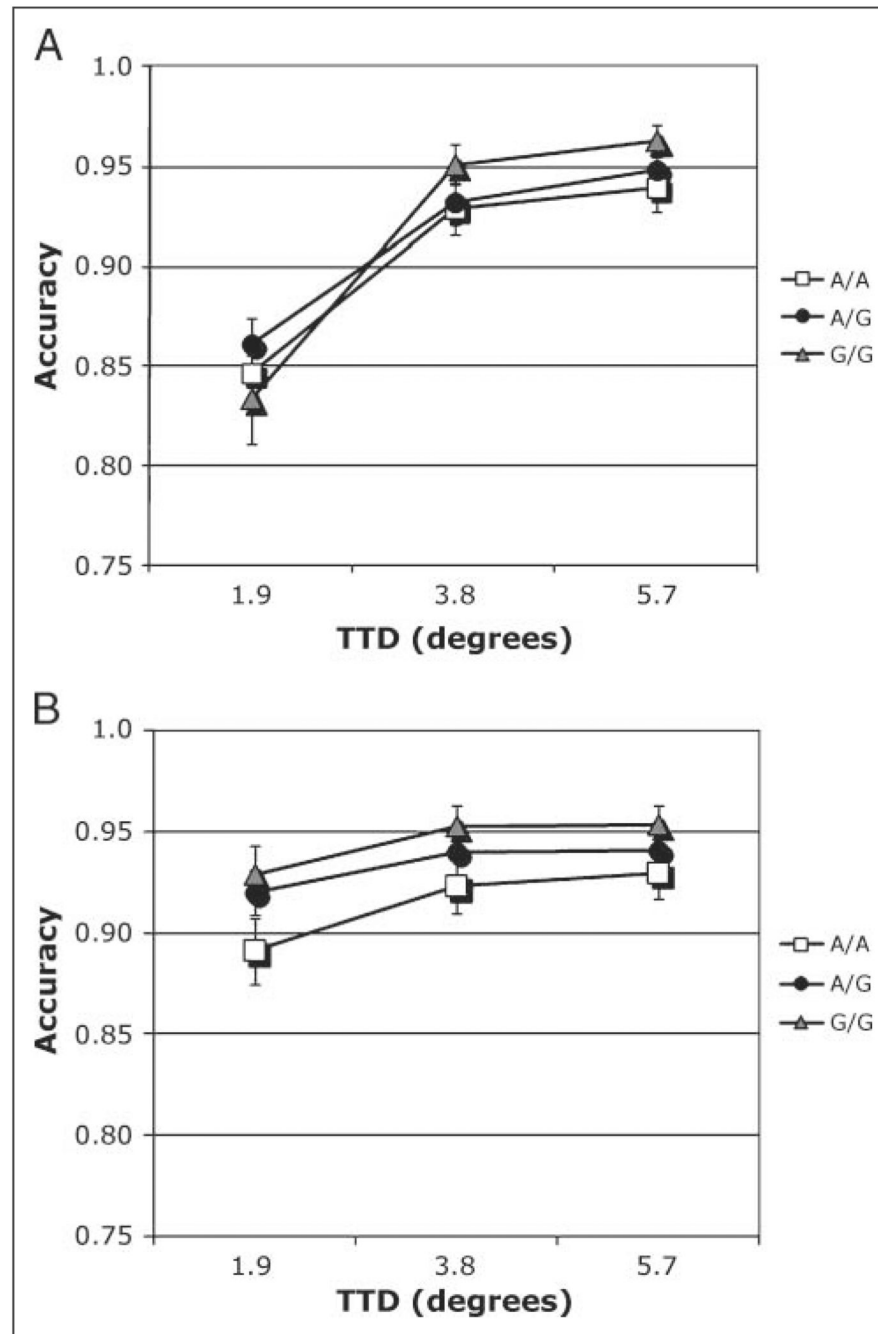 A
1.0
0.95
0.90
0.85
0.80
0.75
Accuracy
1.9 3.8 5.7
TTD (degrees)
A/A
A/G
G/G
B
1.0
0.95
0.90
0.85
0.80
0.75
Accuracy
1.9 3.8 5.7
TTD (degrees)
A/A
A/G
G/G